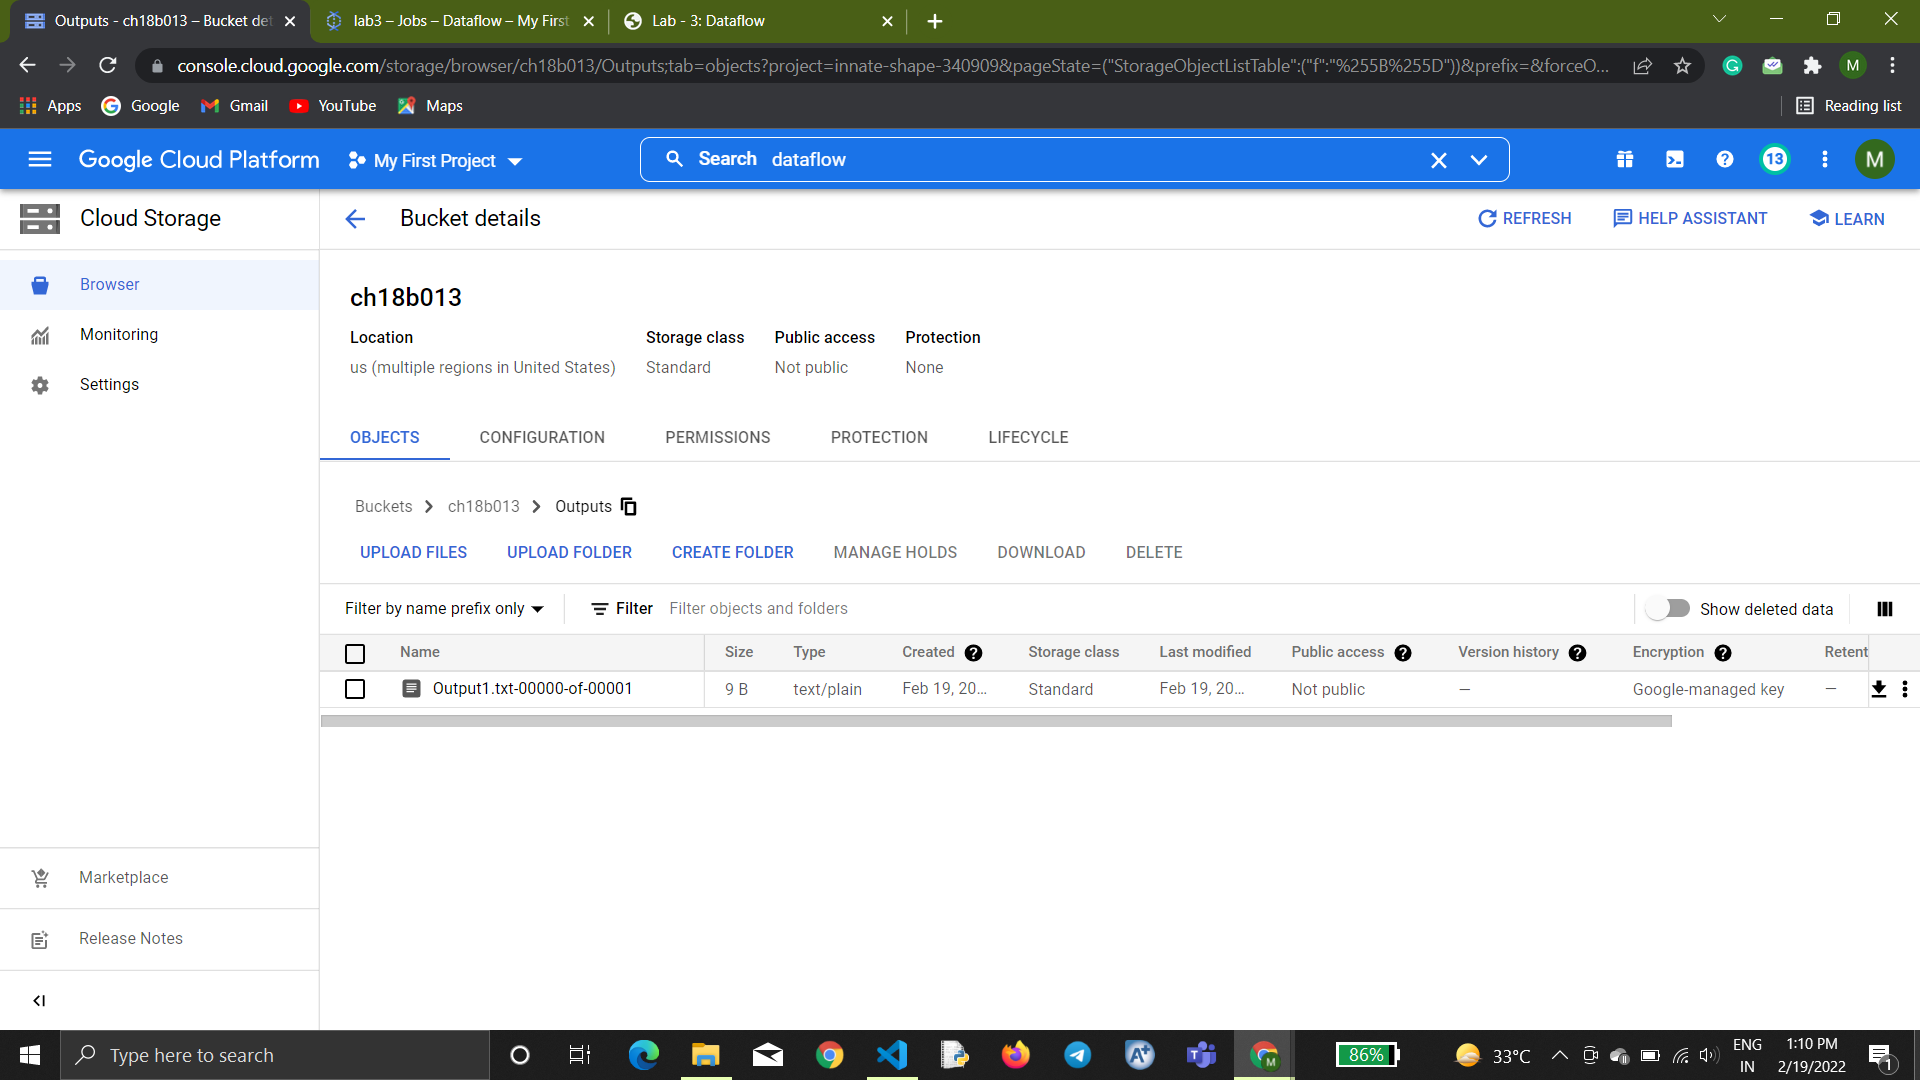 Outputs - ch18b013 – Bucket det
lab3 – Jobs – Dataflow – My First
Lab - 3: Dataflow
console.cloud.google.com/storage/browser/ch18b013/Outputs;tab=objects?project=innate-shape-340909&pageState=("StorageObjectListTable":("f":"%255B%255D"))&prefix=&forceO...
M
Apps
Google
Gmail
YouTube
Maps
Reading list
Google Cloud Platform
My First Project
Search dataflow
13
M
Cloud Storage
Bucket details
REFRESH
HELP ASSISTANT
LEARN
Browser
Monitoring
Settings
ch18b013
Location Storage class Public access Protection
us (multiple regions in United States) Standard Not public None
OBJECTS CONFIGURATION PERMISSIONS PROTECTION LIFECYCLE
Buckets ch18b013 Outputs
UPLOAD FILES UPLOAD FOLDER CREATE FOLDER MANAGE HOLDS DOWNLOAD DELETE
Filter by name prefix only Filter Filter objects and folders Show deleted data
Name Size Type Created Storage class Last modified Public access Version history Encryption Retent
Output1.txt-00000-of-00001 9 B text/plain Feb 19, 20... Standard Feb 19, 20... Not public — Google-managed key —
Marketplace
Release Notes
Type here to search
86%
33°C
ENG
IN
1:10 PM
2/19/2022
1